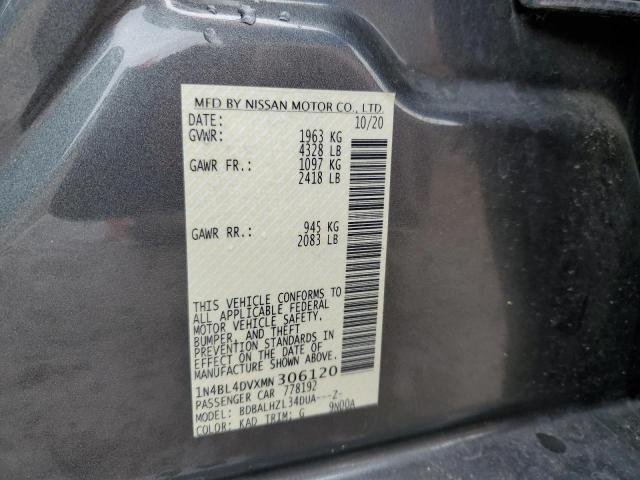 MFD BY NISSAN MOTOR CO., LTD.
DATE: 10/20
GVWR: 1963 KG
4328 LB
GAWR FR.: 1097 KG
2418 LB
GAWR RR.: 945 KG
2083 LB
THIS VEHICLE CONFORMS TO
ALL APPLICABLE FEDERAL
MOTOR VEHICLE SAFETY,
BUMPER, AND THEFT
PREVENTION STANDARDS IN
EFFECT ON THE DATE OF
MANUFACTURE SHOWN ABOVE.
1N4BL4DVXMN306120
PASSENGER CAR 778192
MODEL: BDBALHZL34DUA---Z-
COLOR: KAD TRIM: G 9N00A